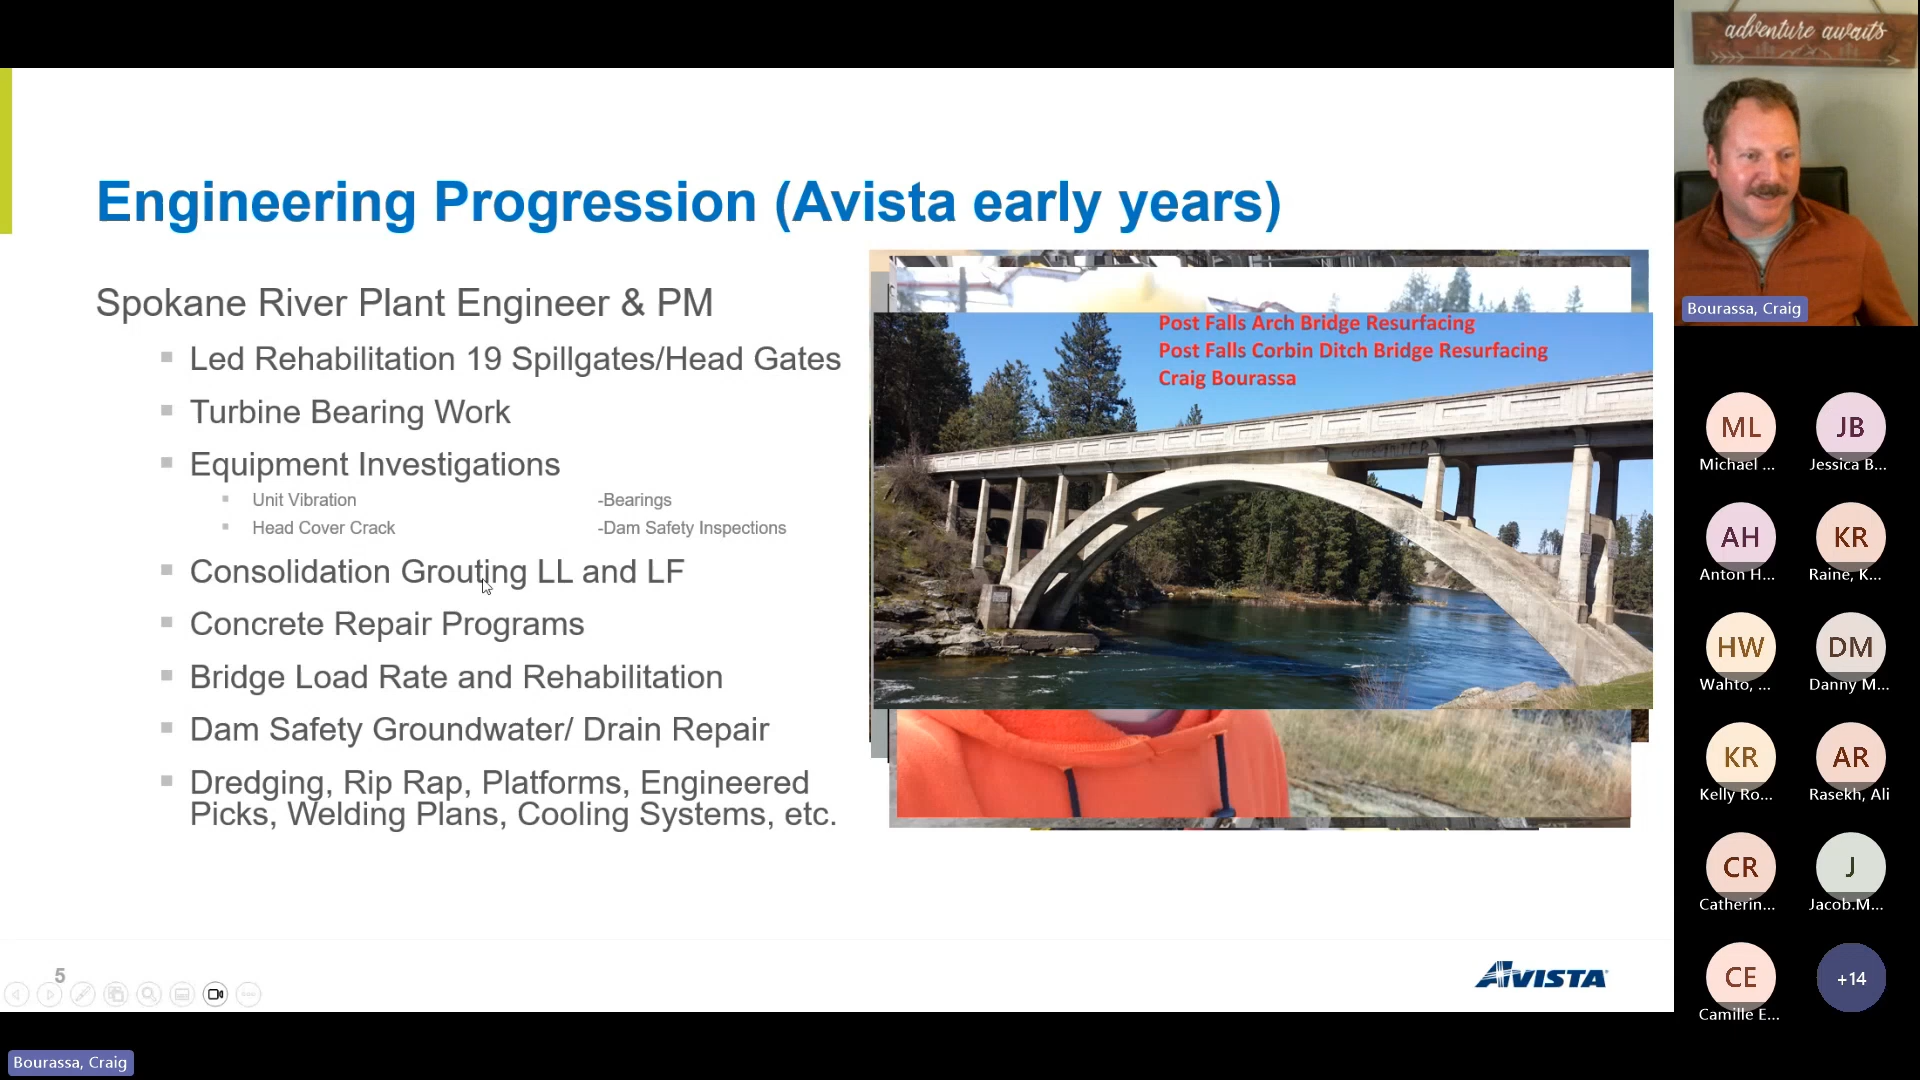 adventure awaits
Engineering Progression (Avista early years)
Spokane River Plant Engineer & PM
Led Rehabilitation 19 Spillgates/Head Gates
Turbine Bearing Work
Equipment Investigations
Unit Vibration -Bearings
Head Cover Crack -Dam Safety Inspections
Consolidation Grouting LL and LF
Concrete Repair Programs
Bridge Load Rate and Rehabilitation
Dam Safety Groundwater/ Drain Repair
Dredging, Rip Rap, Platforms, Engineered
Picks, Welding Plans, Cooling Systems, etc.
Post Falls Arch Bridge Resurfacing
Post Falls Corbin Ditch Bridge Resurfacing
Craig Bourassa
5
AVISTA
Bourassa, Craig
Bourassa, Craig
ML JB
Michael ... Jessica B...
AH KR
Anton H... Raine, K...
HW DM
Wahto, ... Danny M...
KR AR
Kelly Ro... Rasekh, Ali
CR J
Catherin... Jacob.M...
CE +14
Camille E...